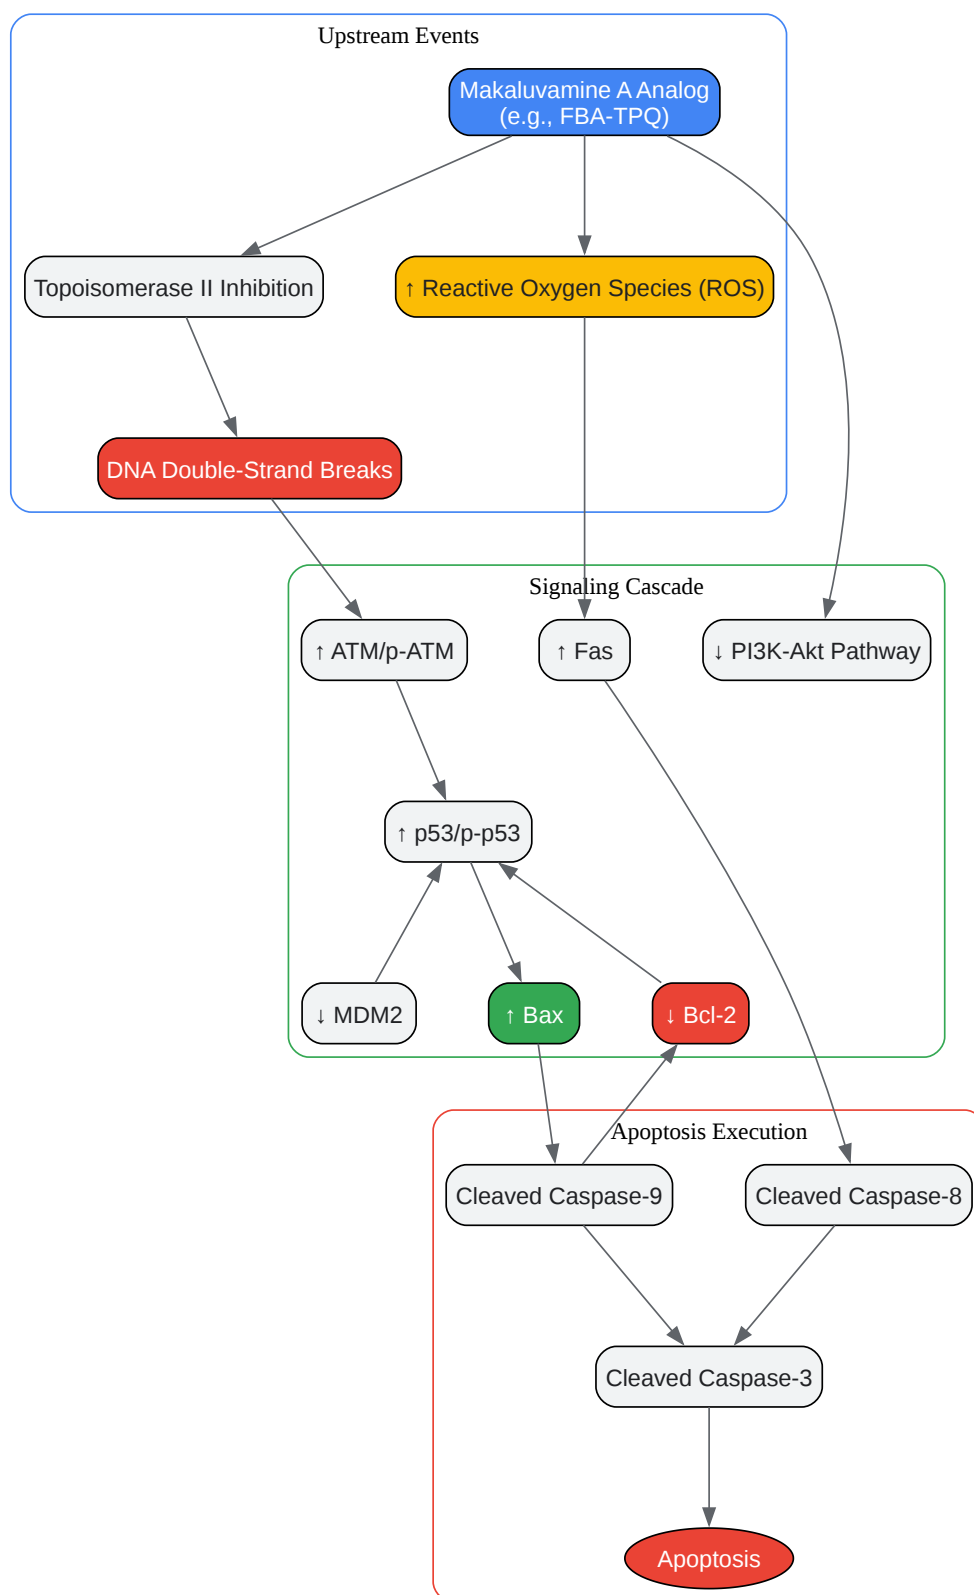 Upstream Events
Makaluvamine A Analog
(e.g., FBA-TPQ)
Topoisomerase II Inhibition
↑ Reactive Oxygen Species (ROS)
DNA Double-Strand Breaks
Signaling Cascade
↑ ATM/p-ATM
↑ Fas
↓ PI3K-Akt Pathway
↑ p53/p-p53
↓ MDM2
↑ Bax
↓ Bcl-2
Apoptosis Execution
Cleaved Caspase-9
Cleaved Caspase-8
Cleaved Caspase-3
Apoptosis